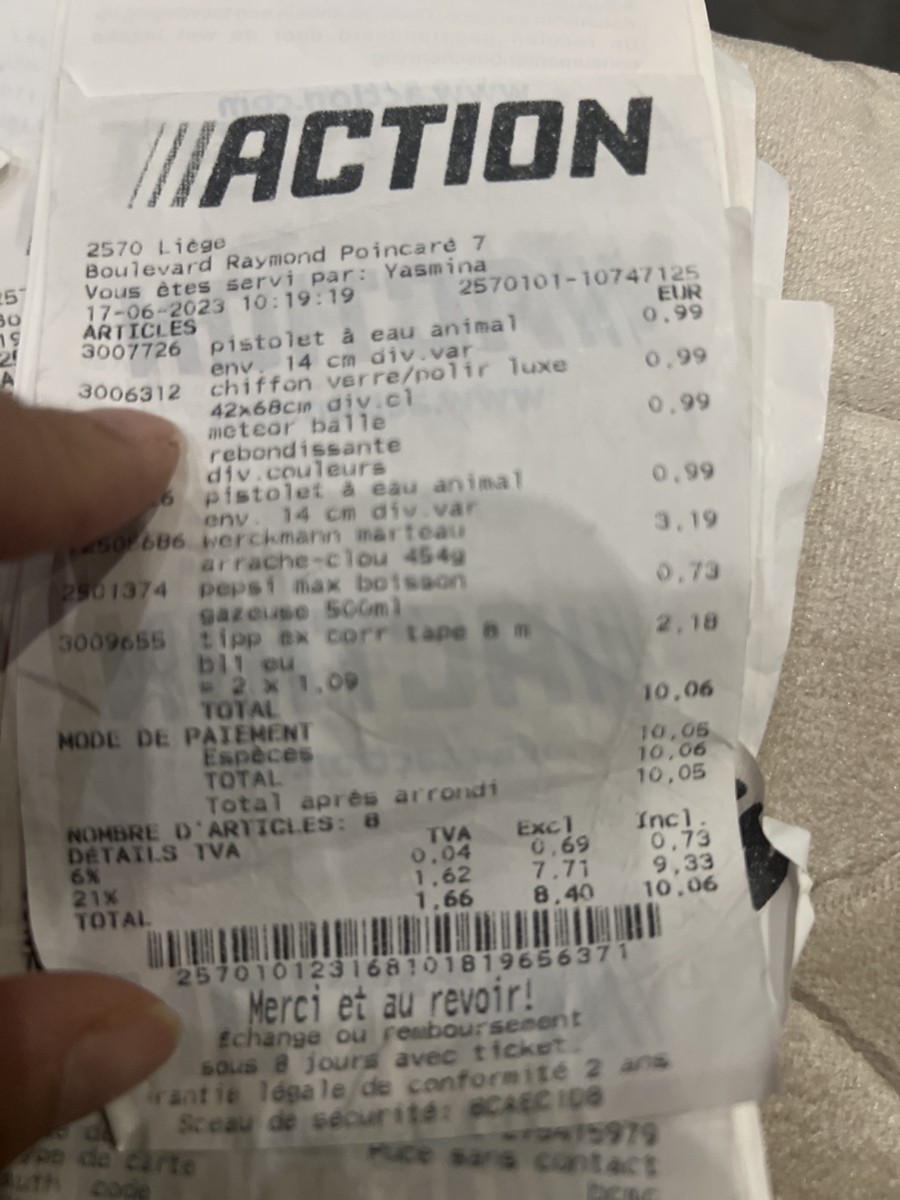 ACTION
2570 Liège
Boulevard Raymond Poincaré 7
Vous êtes servi par: Yasmina
17-06-2023 10:19:19 2570101-10747125
ARTICLES EUR
3007726 pistolet à eau animal 0.99
env. 14 cm div.var
3006312 chiffon verre/polir luxe 0.99
42x68cm div.cl
meteor balle 0.99
rebondissante
div.couleurs
6 pistolet à eau animal 0.99
env. 14 cm div.var
werckmann marteau 3.19
arrache-clou 454g
2501374 pepsi max boisson 0.73
gazeuse 500ml
3009655 tipp ex corr tape 8 m 2.18
bli eu
= 2 x 1.09
TOTAL 10.06
MODE DE PAIEMENT
Espèces 10.05
TOTAL 10.06
Total après arrondi 10.05
NOMBRE D'ARTICLES: 8
DÉTAILS TVA TVA Excl Incl.
6% 0.04 0.69 0.73
21% 1.62 7.71 9.33
TOTAL 1.66 8.40 10.06
257010123168101819656371
Merci et au revoir!
Échange ou remboursement
sous 8 jours avec ticket.
rantie légale de conformité 2 ans
Sceau de sécurité:
de carte Puce sans contact
code